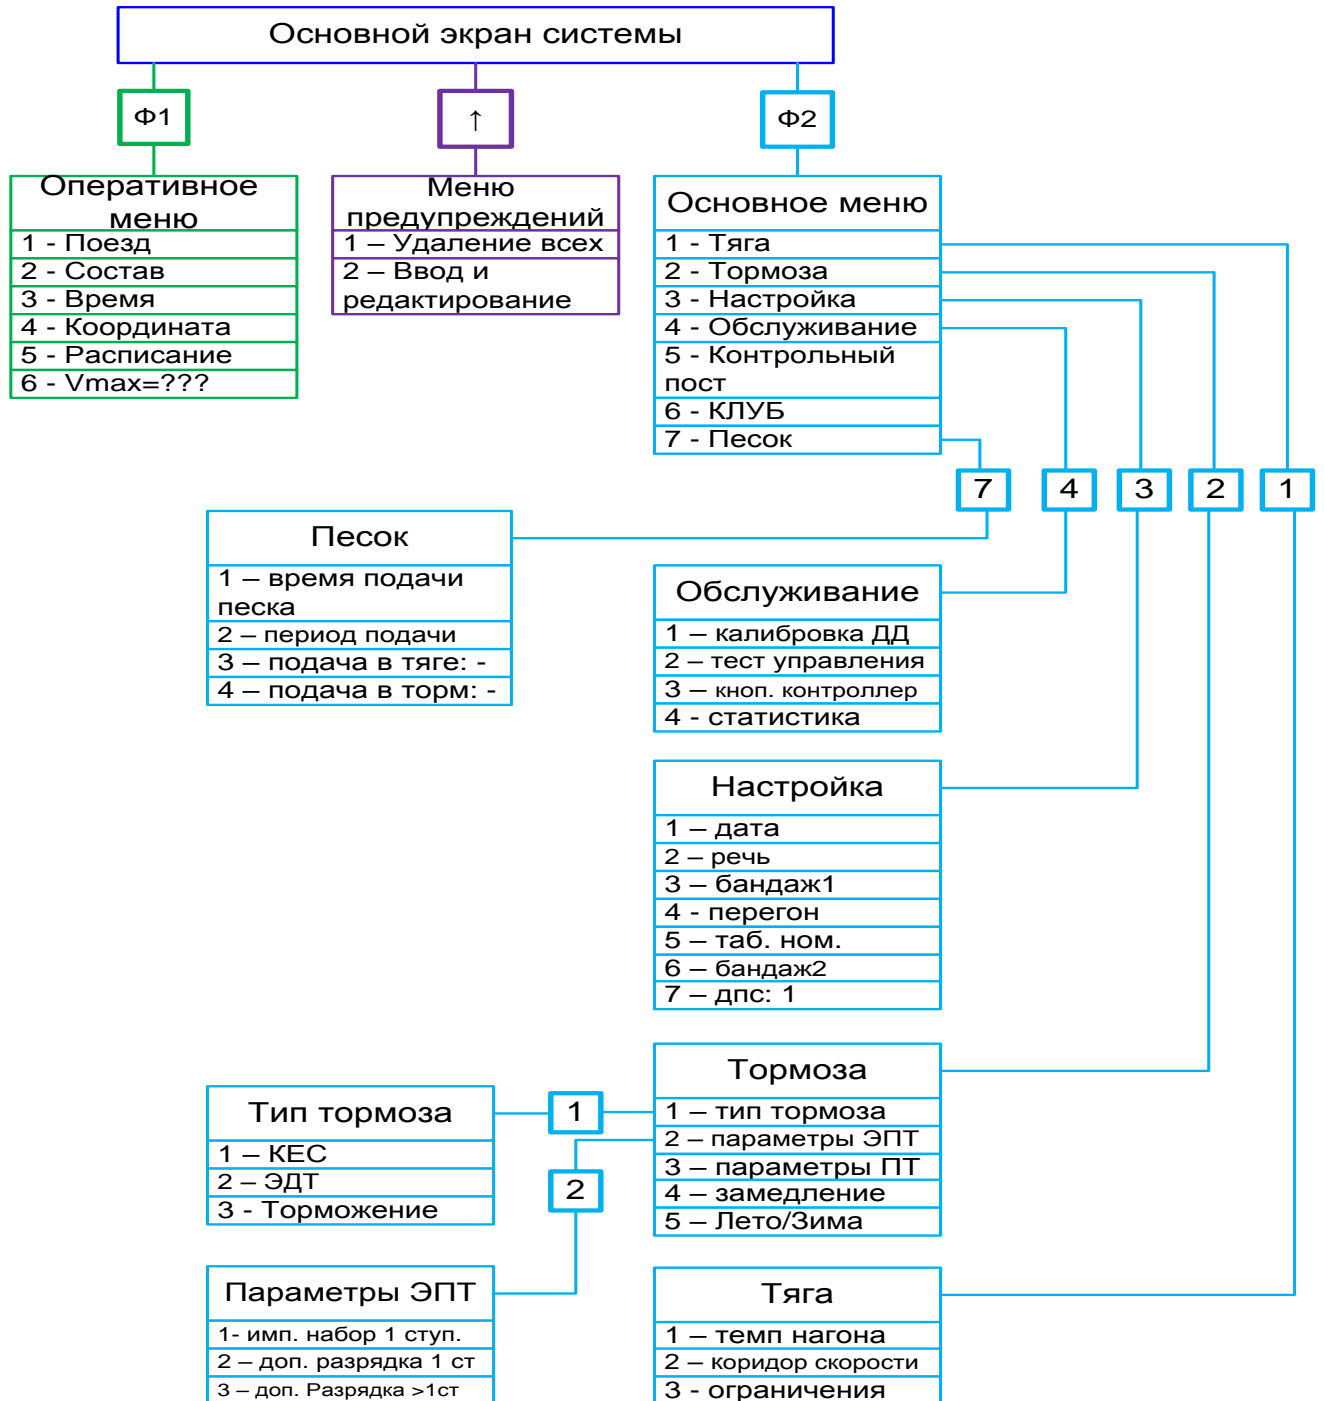 Основной экран системы
Ф1
↑
Ф2
Оперативное
меню
1 - Поезд
2 - Состав
3 - Время
4 - Координата
5 - Расписание
6 - Vmax=???
Меню
предупреждений
1 – Удаление всех
2 – Ввод и
редактирование
Основное меню
1 - Тяга
2 - Тормоза
3 - Настройка
4 - Обслуживание
5 - Контрольный
пост
6 - КЛУБ
7 - Песок
7
4
3
2
1
Песок
1 – время подачи
песка
2 – период подачи
3 – подача в тяге: -
4 – подача в торм: -
Обслуживание
1 – калибровка ДД
2 – тест управления
3 – кноп. контроллер
4 - статистика
Настройка
1 – дата
2 – речь
3 – бандаж1
4 - перегон
5 – таб. ном.
6 – бандаж2
7 – дпс: 1
Тормоза
1 – тип тормоза
2 – параметры ЭПТ
3 – параметры ПТ
4 – замедление
5 – Лето/Зима
1
2
Тип тормоза
1 – КЕС
2 – ЭДТ
3 - Торможение
Параметры ЭПТ
1- имп. набор 1 ступ.
2 – доп. разрядка 1 ст
3 – доп. Разрядка >1ст
Тяга
1 – темп нагона
2 – коридор скорости
3 - ограничения